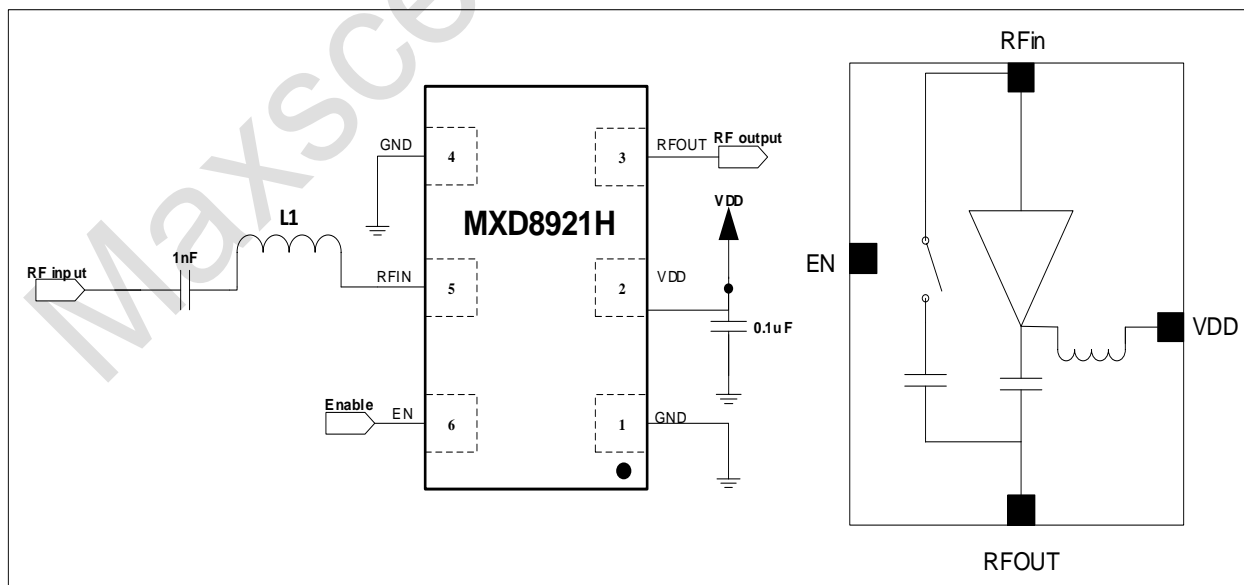 Maxsce
GND
4
3
RFOUT
RF output
MXD8921H
VDD
L1
1nF
RF input
RFIN
5
2
VDD
0.1uF
Enable
EN
6
1
GND
RFin
EN
VDD
RFOUT